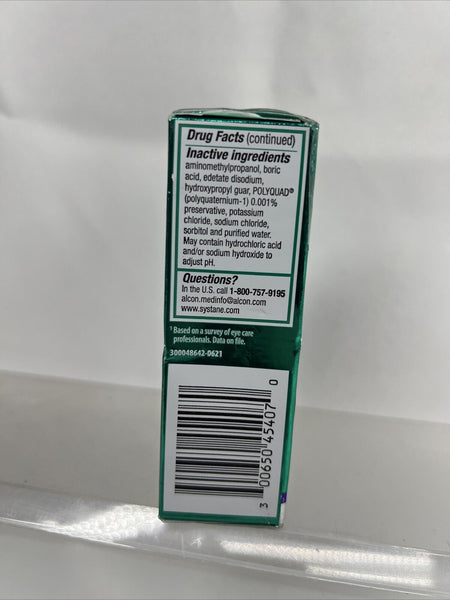 Drug Facts (continued)
Inactive ingredients
aminomethylpropanol, boric
acid, edetate disodium,
hydroxypropyl guar, POLYQUAD®
(polyquaternium-1) 0.001%
preservative, potassium
chloride, sodium chloride,
sorbitol and purified water.
May contain hydrochloric acid
and/or sodium hydroxide to
adjust pH.
Questions?
In the U.S. call 1-800-757-9195
alcon.medinfo@alcon.com
www.systane.com
¹ Based on a survey of eye care
professionals. Data on file.
300048642-0621
3 00650 45407 0